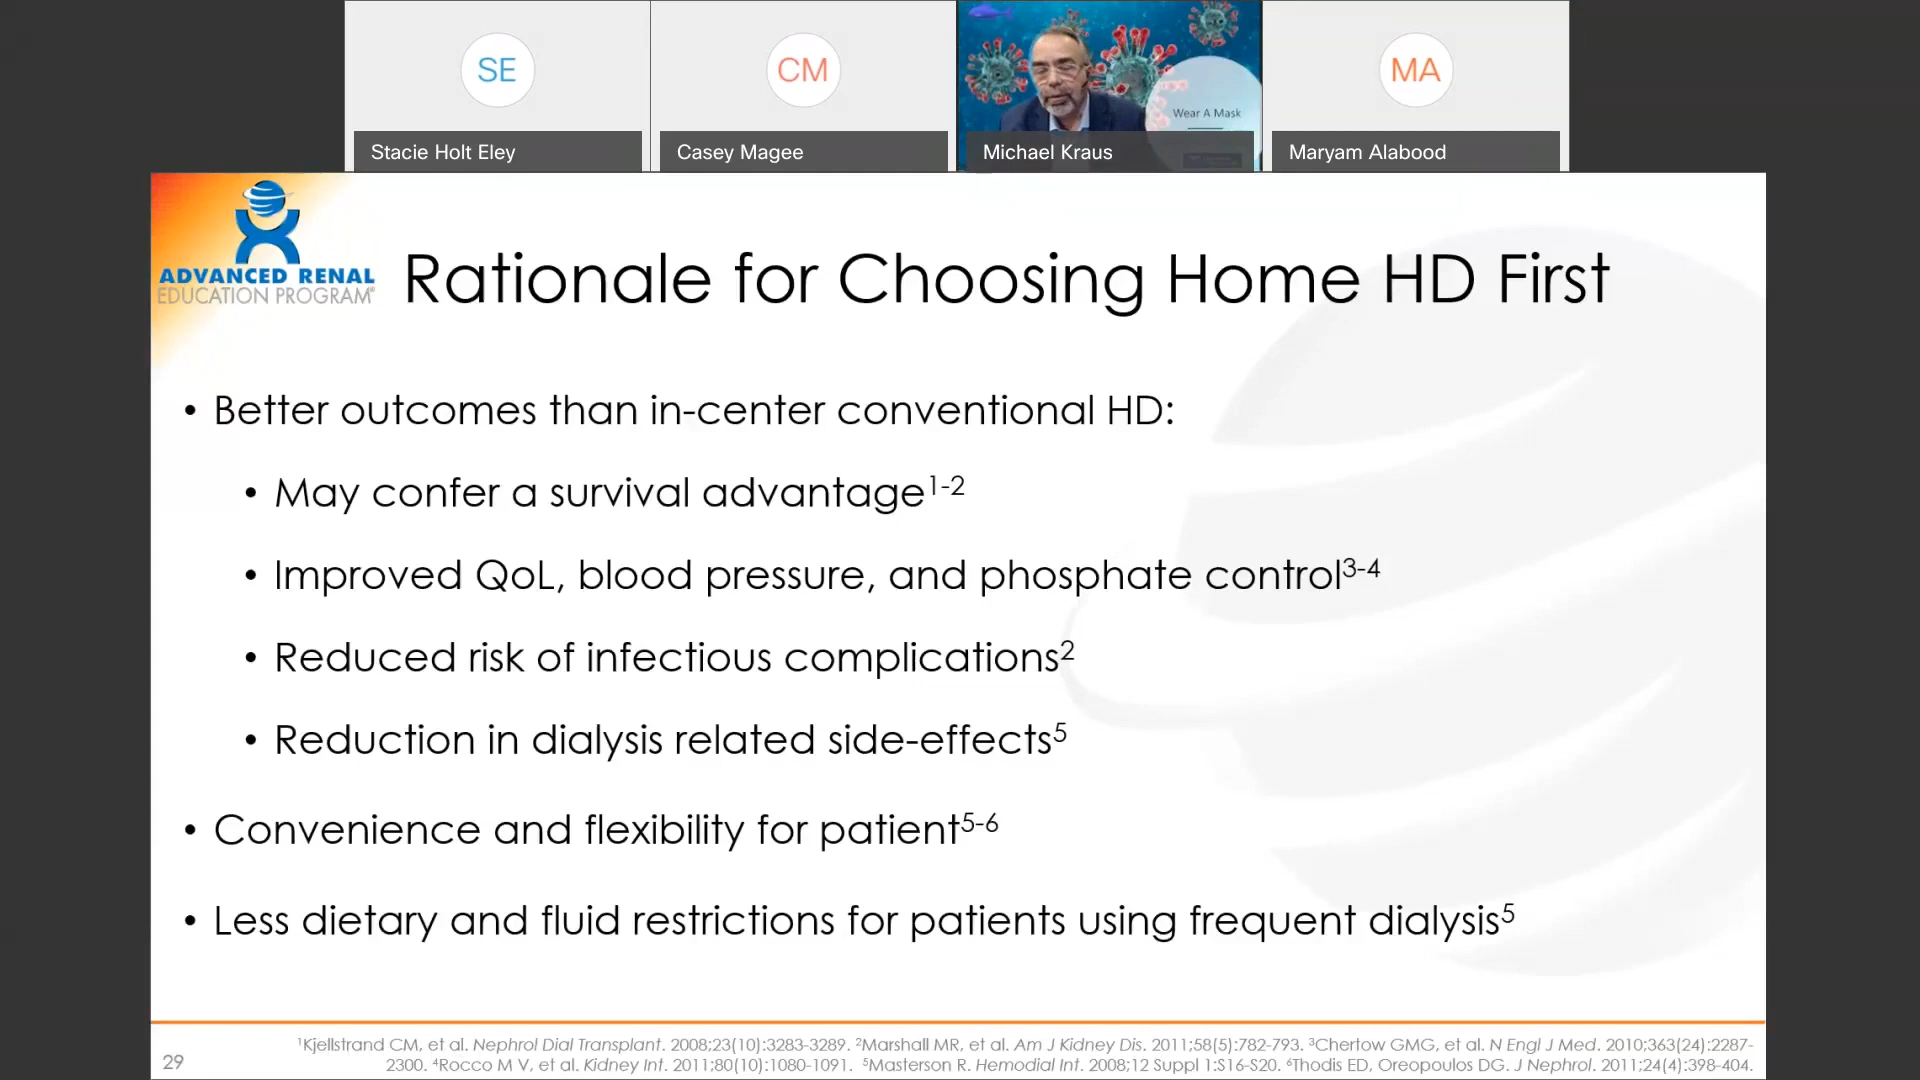 SE
CM
MA
Wear A Mask
Stacie Holt Eley
Casey Magee
Michael Kraus
Maryam Alabood
ADVANCED RENAL
EDUCATION PROGRAM®
Rationale for Choosing Home HD First
• Better outcomes than in-center conventional HD:
• May confer a survival advantage1-2
• Improved QoL, blood pressure, and phosphate control3-4
• Reduced risk of infectious complications2
• Reduction in dialysis related side-effects5
• Convenience and flexibility for patient5-6
• Less dietary and fluid restrictions for patients using frequent dialysis5
1Kjellstrand CM, et al. Nephrol Dial Transplant. 2008;23(10):3283-3289. 2Marshall MR, et al. Am J Kidney Dis. 2011;58(5):782-793. 3Chertow GMG, et al. N Engl J Med. 2010;363(24):2287-
2300. 4Rocco M V, et al. Kidney Int. 2011;80(10):1080-1091. 5Masterson R. Hemodial Int. 2008;12 Suppl 1:S16-S20. 6Thodis ED, Oreopoulos DG. J Nephrol. 2011;24(4):398-404.
29